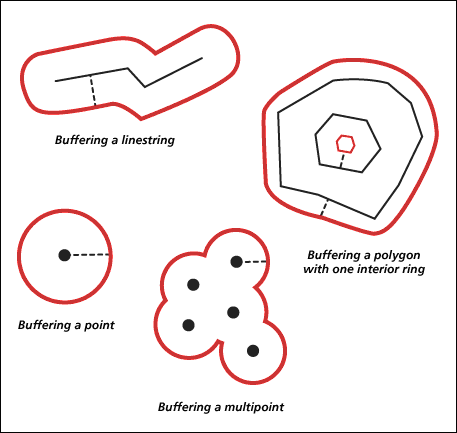 Buffering a linestring
Buffering a polygon
with one interior ring
Buffering a point
Buffering a multipoint